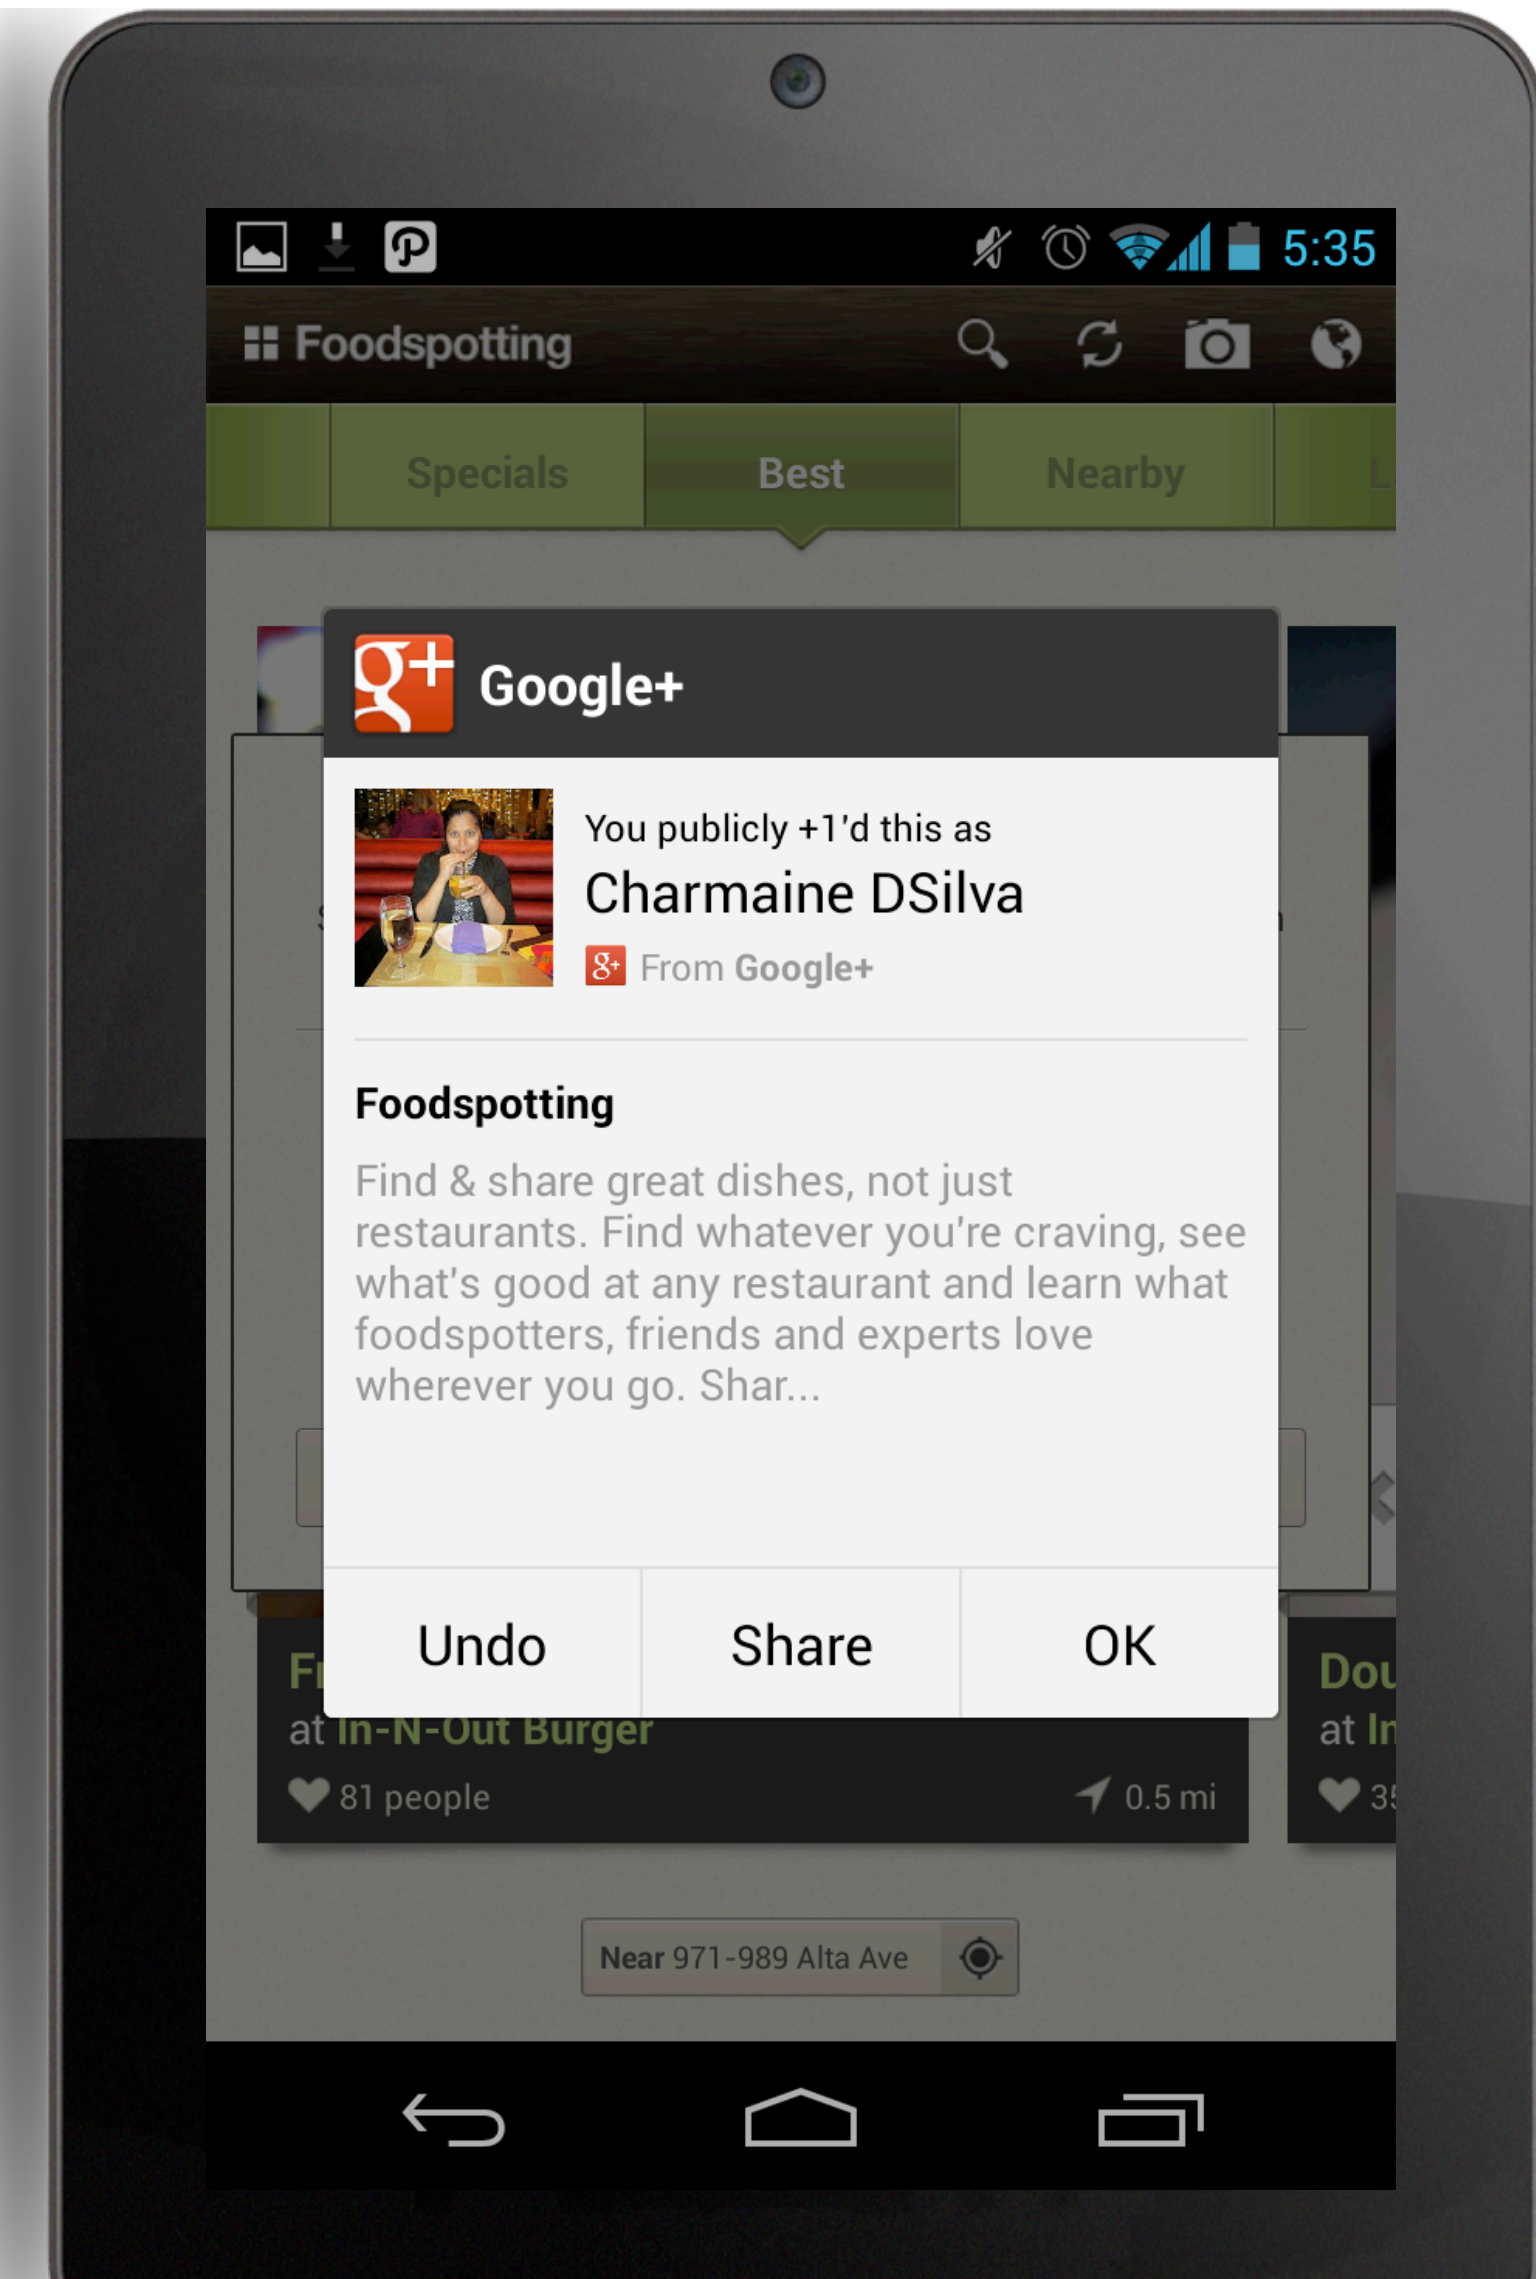 5:35
Foodspotting
Specials Best Nearby
g+ Google+
You publicly +1'd this as
Charmaine DSilva
g+ From Google+
Foodspotting
Find & share great dishes, not just
restaurants. Find whatever you're craving, see
what's good at any restaurant and learn what
foodspotters, friends and experts love
wherever you go. Shar...
Undo Share OK
at In-N-Out Burger
at
81 people 0.5 mi
Near 971-989 Alta Ave